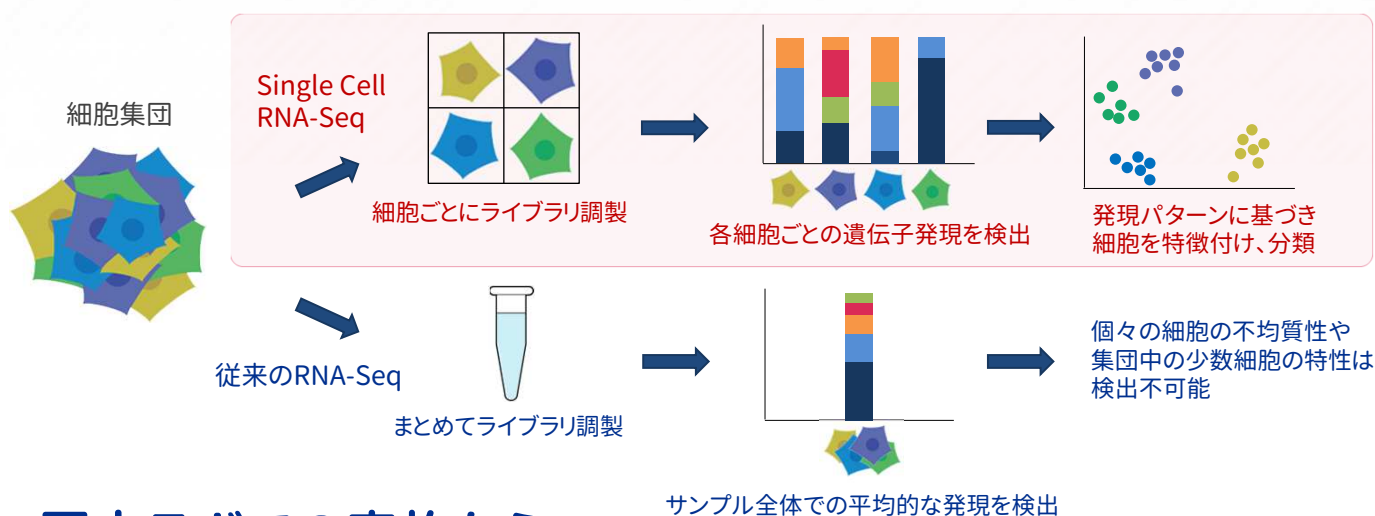 細胞集団
Single Cell
RNA-Seq
細胞ごとにライブラリ調製
各細胞ごとの遺伝子発現を検出
発現パターンに基づき
細胞を特徴付け、分類
従来のRNA-Seq
まとめてライブラリ調製
サンプル全体での平均的な発現を検出
個々の細胞の不均質性や
集団中の少数細胞の特性は
検出不可能